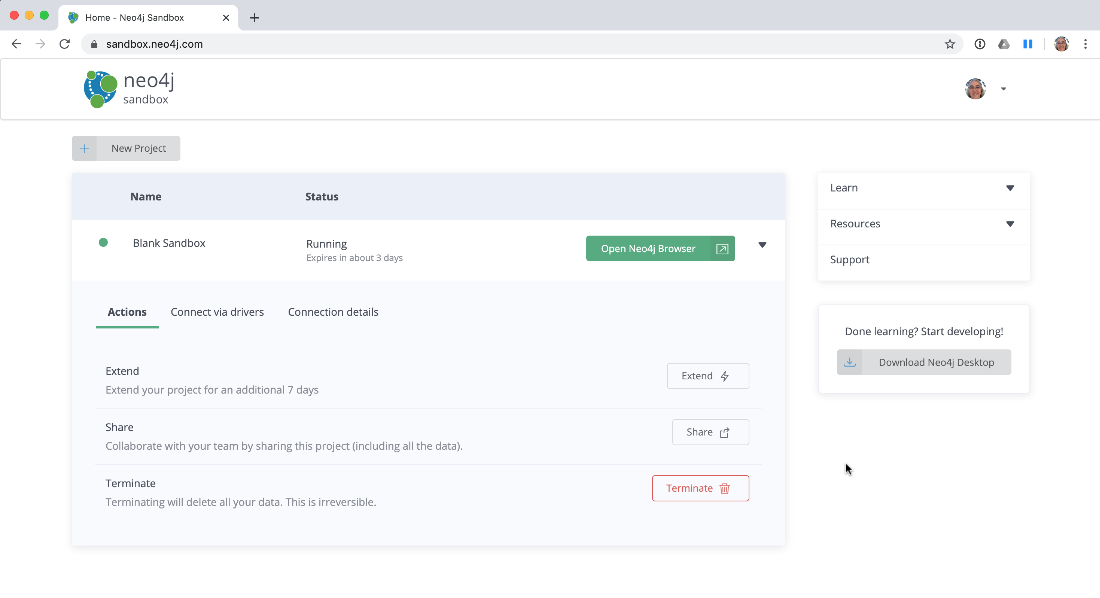 Home - Neo4j Sandbox
sandbox.neo4j.com
neo4j
sandbox
New Project
Name Status
Blank Sandbox
Running
Expires in about 3 days
Open Neo4j Browser
Actions Connect via drivers Connection details
Extend
Extend your project for an additional 7 days
Extend
Share
Collaborate with your team by sharing this project (including all the data).
Share
Terminate
Terminating will delete all your data. This is irreversible.
Terminate
Learn
Resources
Support
Done learning? Start developing!
Download Neo4j Desktop